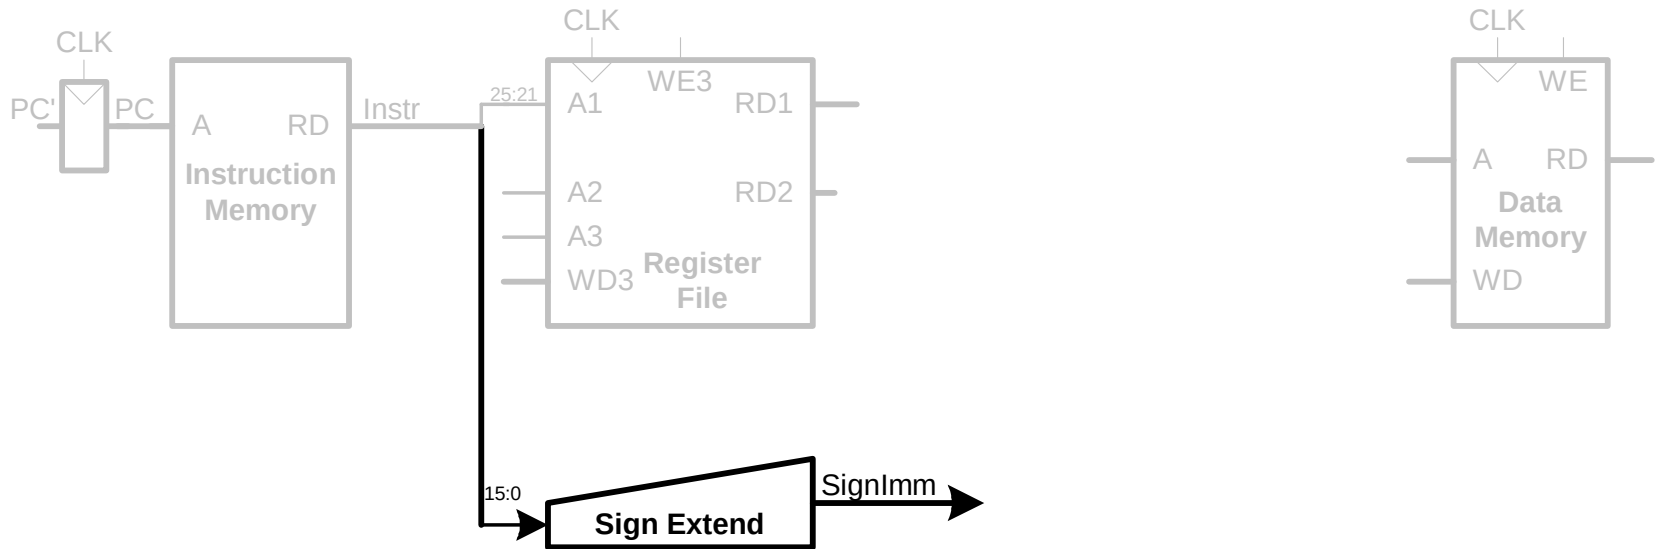 CLK
CLK
CLK
PC'
PC
A
RD
Instruction
Memory
Instr
25:21
A1
WE3
RD1
A2
RD2
A3
WD3
Register
File
WE
A
RD
Data
Memory
WD
15:0
Sign Extend
SignImm